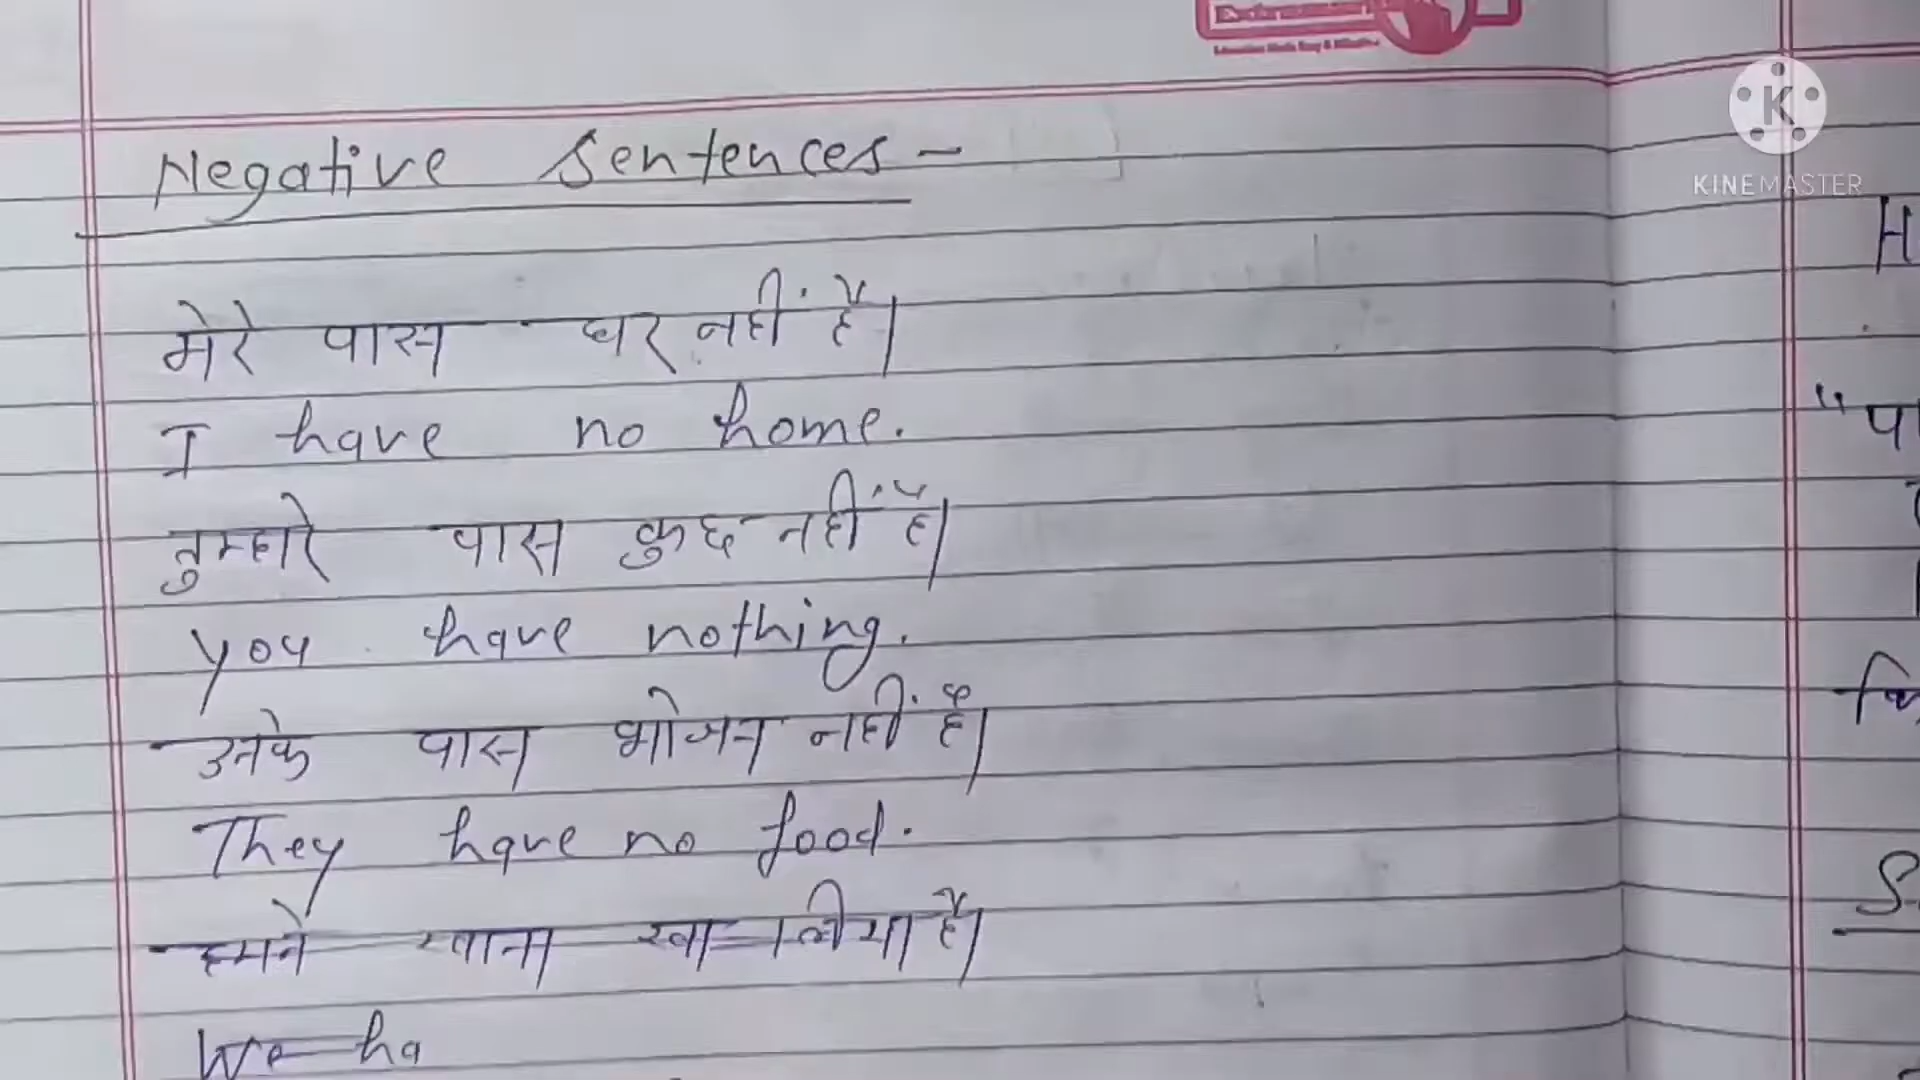 Negative Sentences -
मेरे पास घर नहीं है।
I have no home.
तुम्हारे पास कुछ नहीं है।
you have nothing.
उनके पास भोजन नहीं है।
They have no food.
हमने खाना खा लिया है।
We ha
KINEMASTER
K
H
"प
S